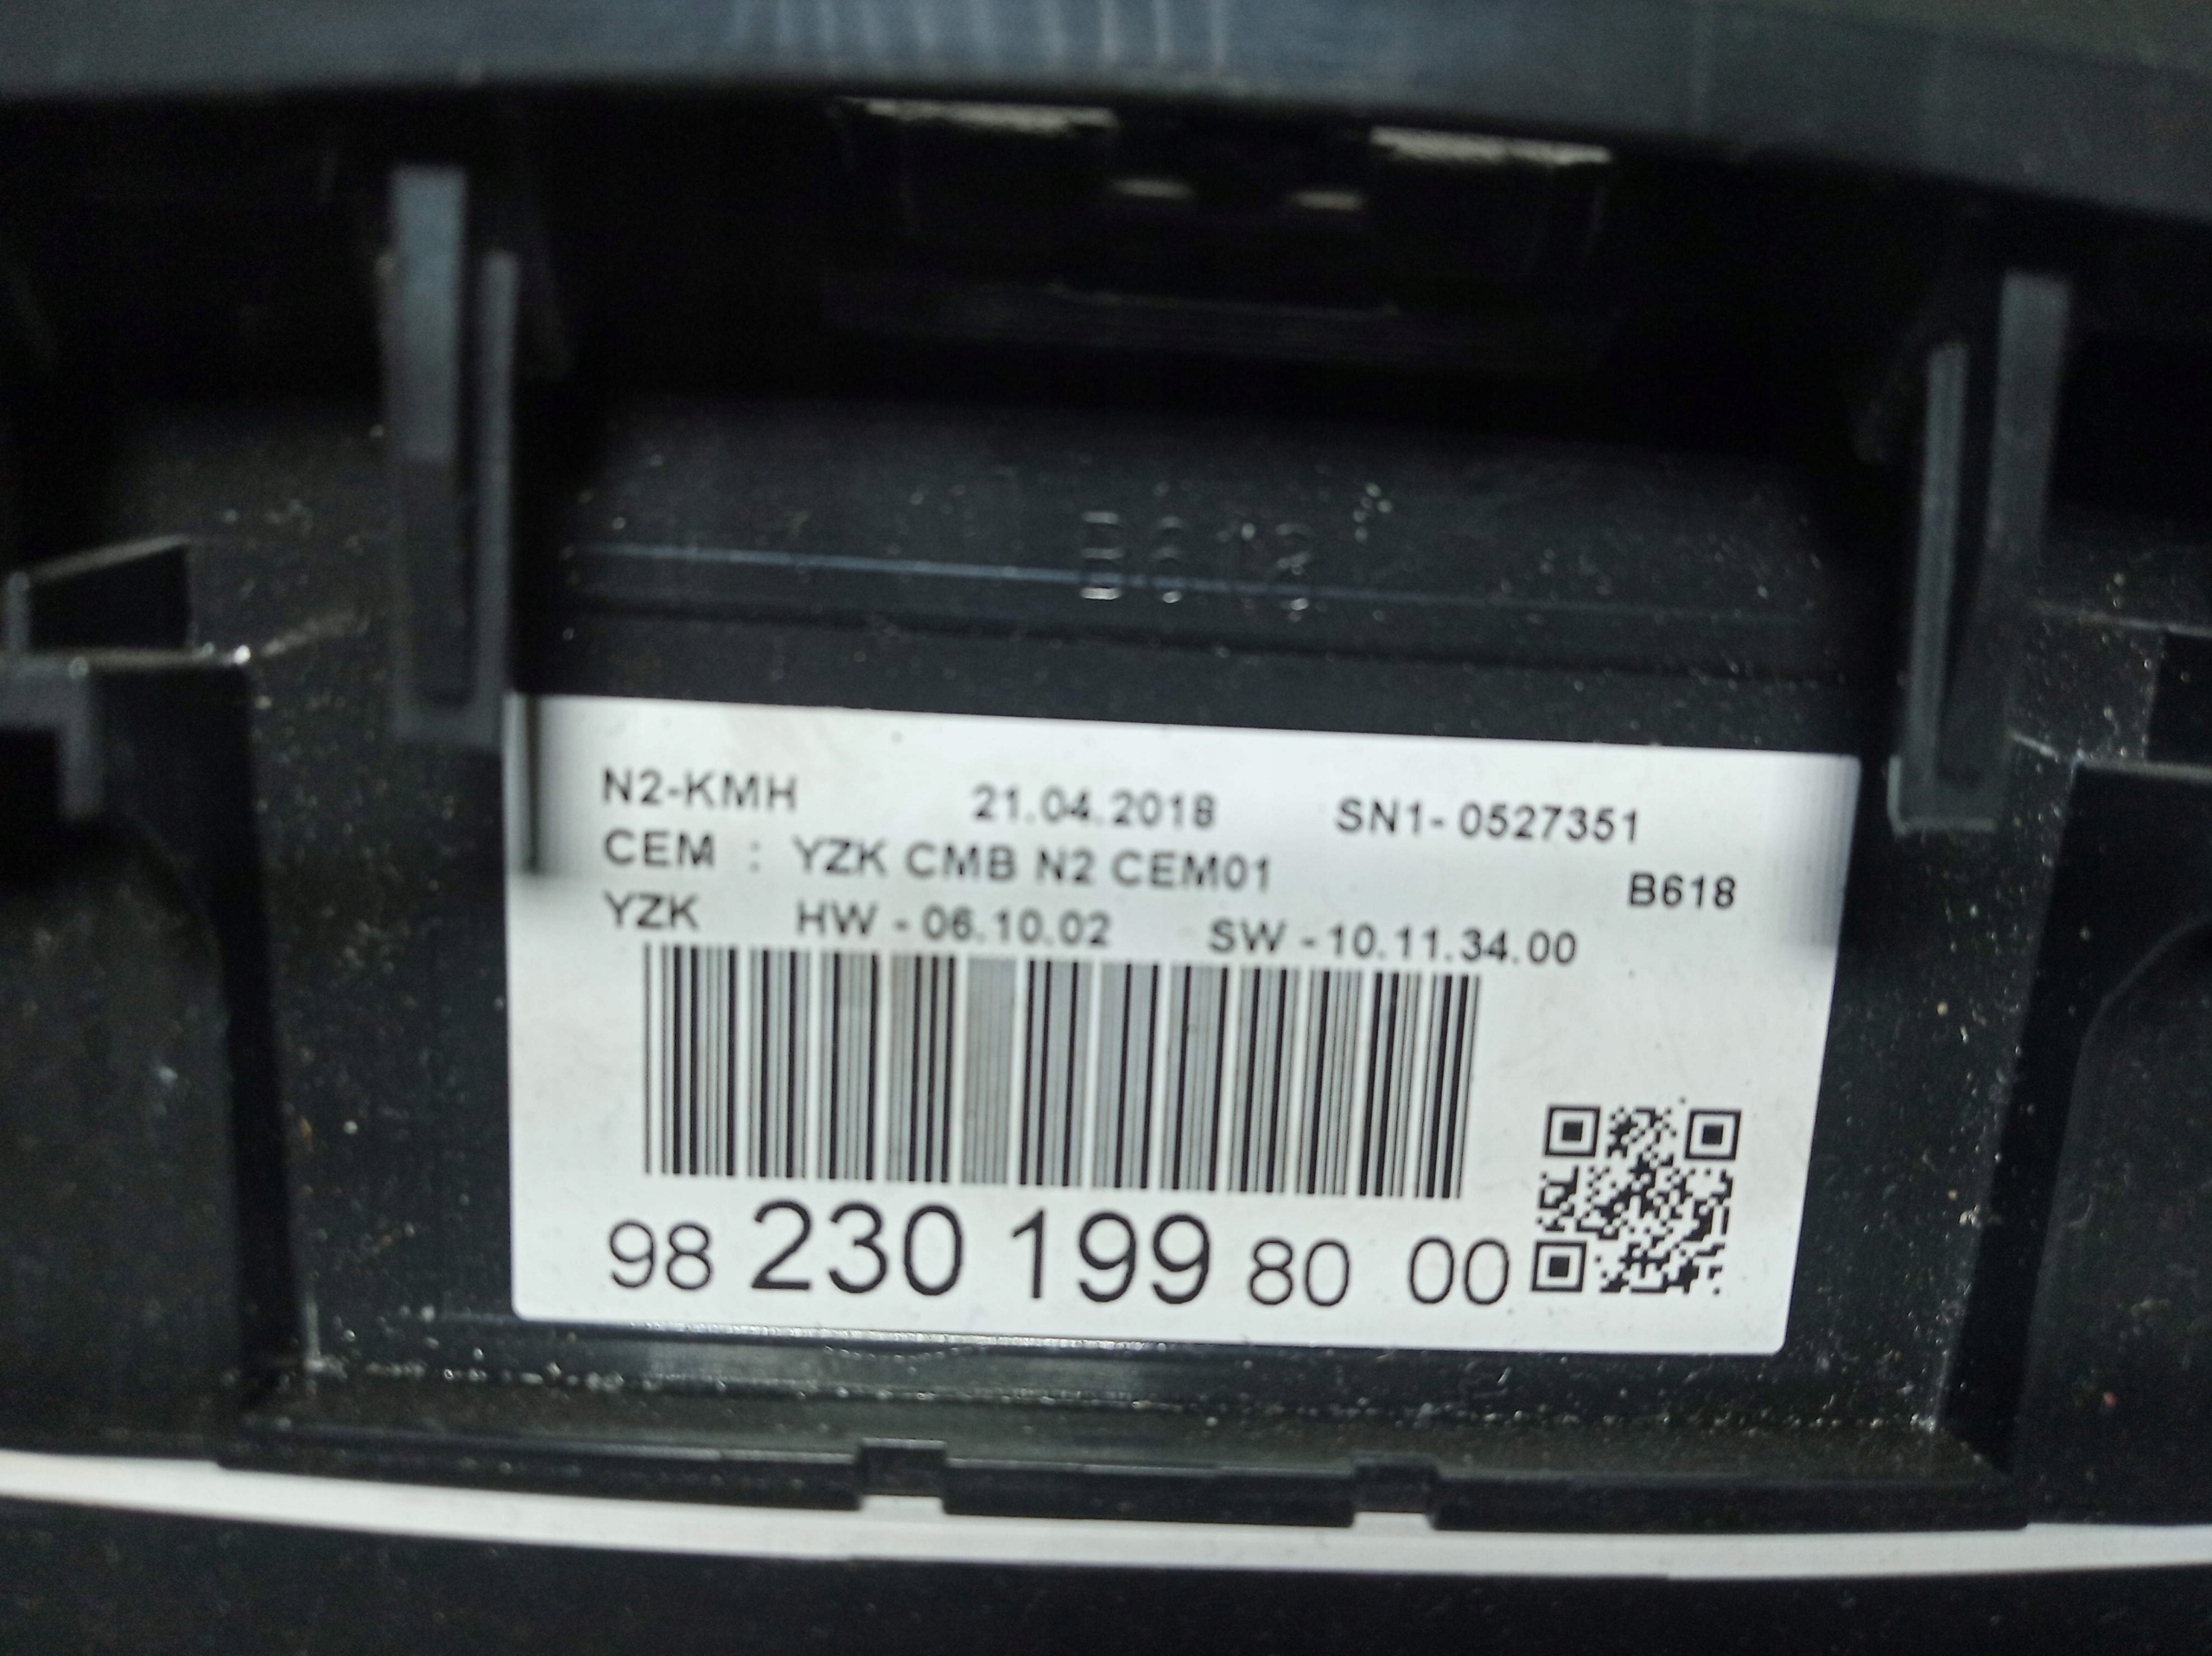 N2-KMH 21.04.2018 SN1-0527351
CEM : YZK CMB N2 CEM01
B618
YZK HW - 06.10.02 SW -10.11.34.00
98 230 199 80 00